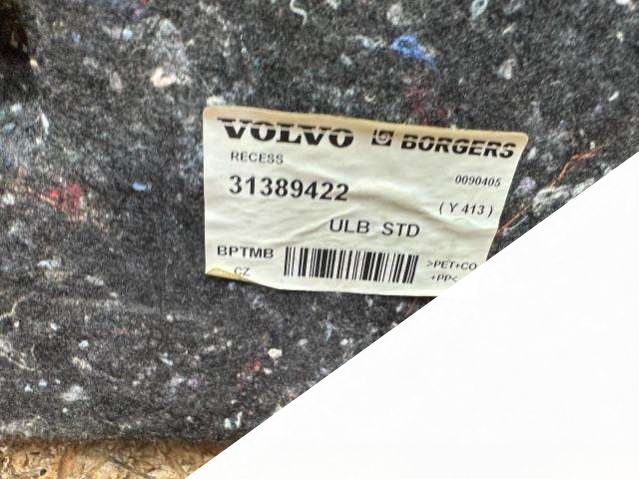 VOLVO BORGERS
RECESS
0090405
31389422
( Y 413 )
ULB STD
BPTMB
CZ
>PET+CO
+PP<